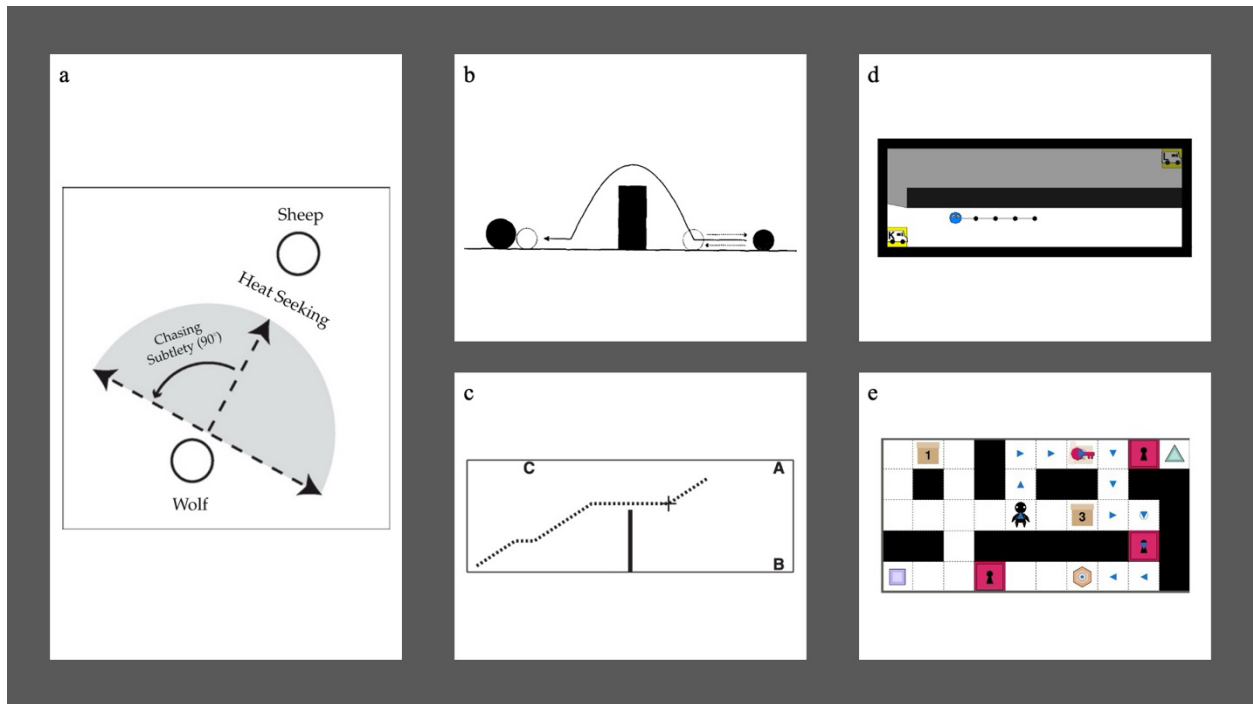 a
Sheep
Heat Seeking
Chasing
Subtlety (90°)
Wolf
b
c
C
A
B
d
L
K
e
1
3